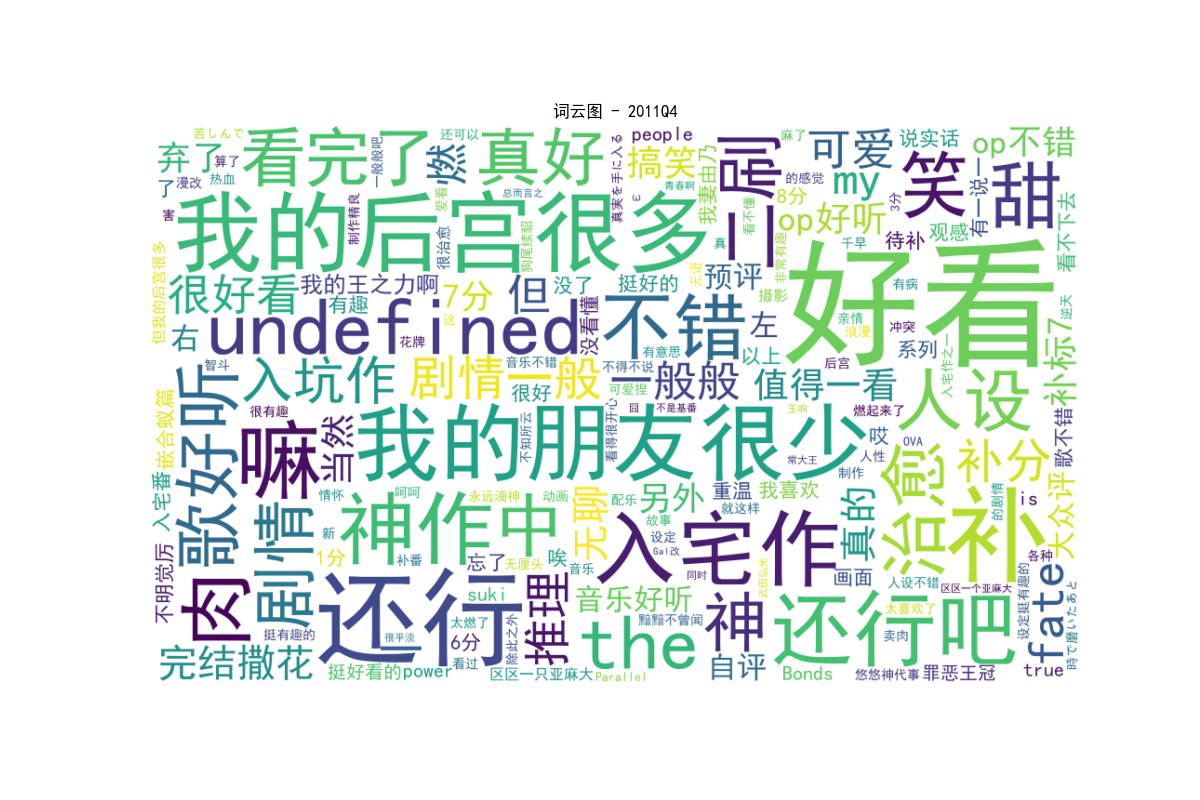 词云图 - 2011Q4
苦しんで
看完了
还可以
真好
真実を手に入る
people
麻了
可爱
说实话
op不错
弃了
算了
一般般吧
燃
搞笑
我妻由乃
二刷
的感觉
my
笑
有一说一
甜
了
漫改
热血
爱看
总而言之
青春啊
8分
3分
嘴
我的后宫很多
制作精良
很治愈
狗尾续貂
ε
看不懂
op好听
待补
观感
看不下去
但我的后宫很多
真
非常有趣
千早
好看
很好看
我的王之力啊
7分
但
没了
挺好的
无语
预评
摄影
有病
逆天
有趣
右
undefined
花牌
这
没看懂
不错
左
亲情
浪漫
冲突
系列
补标7
智斗
音乐不错
有意思
以上
后宫
入宅作之一
歌好听
入坑作
剧情一般
很好
不得不说
一般般
值得一看
人设
嵌合蚁篇
很有趣
可爱捏
囧
不是基番
玉响
燃起来了
歌不错
嘛
当然
我的朋友很少
不知所云
看得很开心
常大王
哎
人性
OVA
治愈
补分
入宅番
情怀
呵呵
永远滴神
动画
配乐
另外
重温
我喜欢
制作
is
大众评
剧情
新
神作中
无聊
故事
就这样
真的
的剧情
补
1分
补番
忘了
无厘头
唉
音乐
设定
Gal改
入宅作
同时
武田弘光
画面
各种
不明觉厉
肉
还行
suki
推理
音乐好听
神
人设不错
区区一个亚麻大
fate
设定挺有趣的
時で磨いたあと
挺有趣的
很平淡
太燃了
6分
除此之外
the
黯黯不曾闻
还行吧
太喜欢了
卖肉
完结撒花
挺好看的
power
看过
区区一只亚麻大
Parallel
自评
Bonds
悠悠神代事
罪恶王冠
true